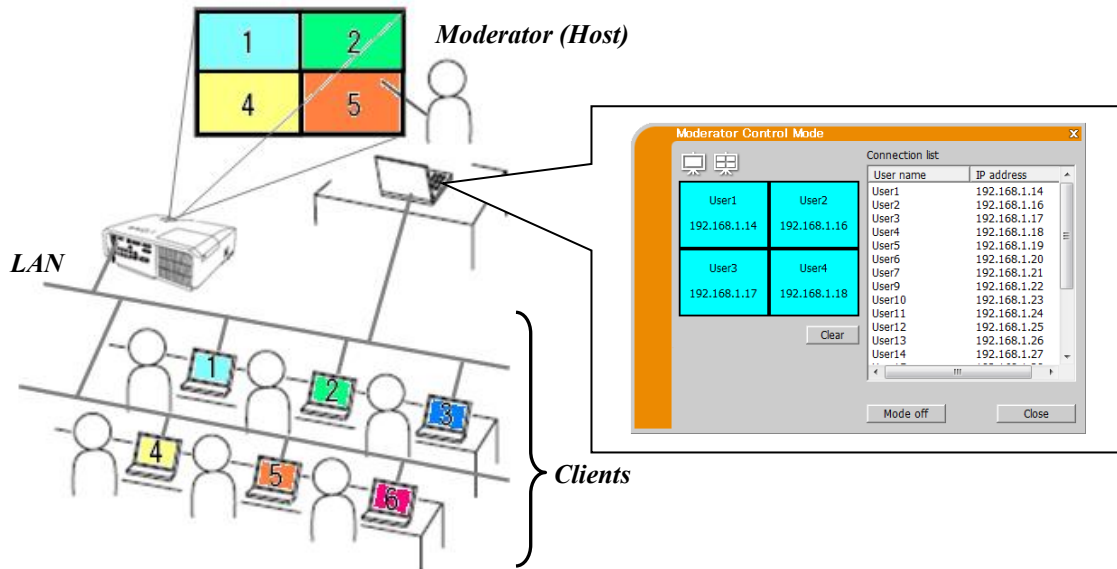 Moderator (Host)
1
2
4
5
LAN
1
2
3
4
5
6
Clients
Moderator Control Mode
Connection list
User name IP address
User1 192.168.1.14
User2 192.168.1.16
User3 192.168.1.17
User4 192.168.1.18
User5 192.168.1.19
User6 192.168.1.20
User7 192.168.1.21
User9 192.168.1.22
User10 192.168.1.23
User11 192.168.1.24
User12 192.168.1.25
User13 192.168.1.26
User14 192.168.1.27
User1 User2
192.168.1.14 192.168.1.16
User3 User4
192.168.1.17 192.168.1.18
Clear
Mode off Close